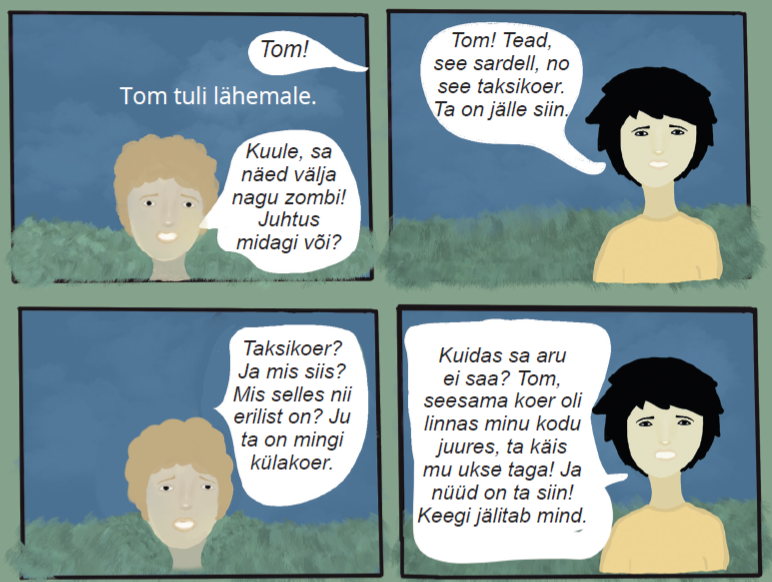 Tom!
Tom tuli lähemale.
Kuule, sa
näed välja
nagu zombi!
Juhtus
midagi või?
Tom! Tead,
see sardell, no
see taksikoer.
Ta on jälle siin.
Taksikoer?
Ja mis siis?
Mis selles nii
erilist on? Ju
ta on mingi
külakoer.
Kuidas sa aru
ei saa? Tom,
seesama koer oli
linnas minu kodu
juures, ta käis
mu ukse taga! Ja
nüüd on ta siin!
Keegi jälitab mind.